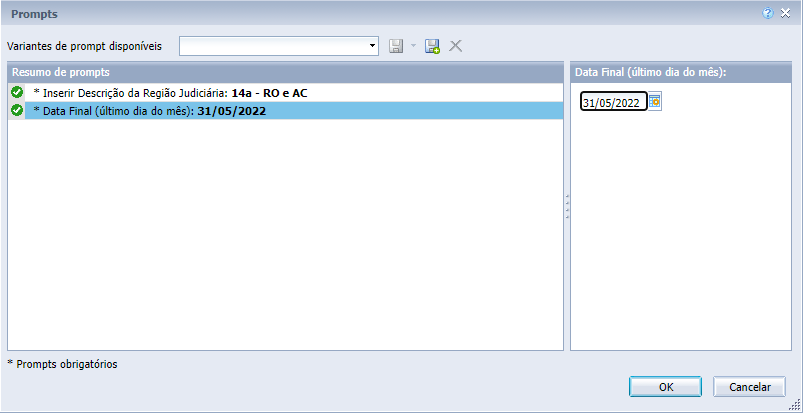 Prompts
Variantes de prompt disponíveis
Resumo de prompts
* Inserir Descrição da Região Judiciária: 14a - RO e AC
* Data Final (último dia do mês): 31/05/2022
Data Final (último dia do mês):
31/05/2022
* Prompts obrigatórios
OK
Cancelar